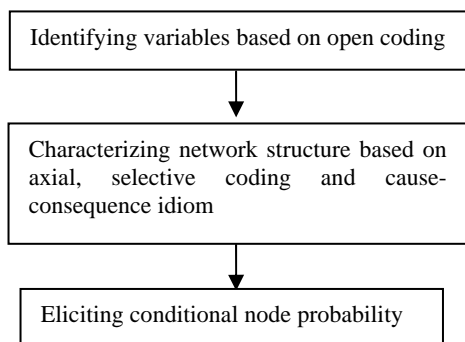 Identifying variables based on open coding
Characterizing network structure based on
axial, selective coding and cause-
consequence idiom
Eliciting conditional node probability